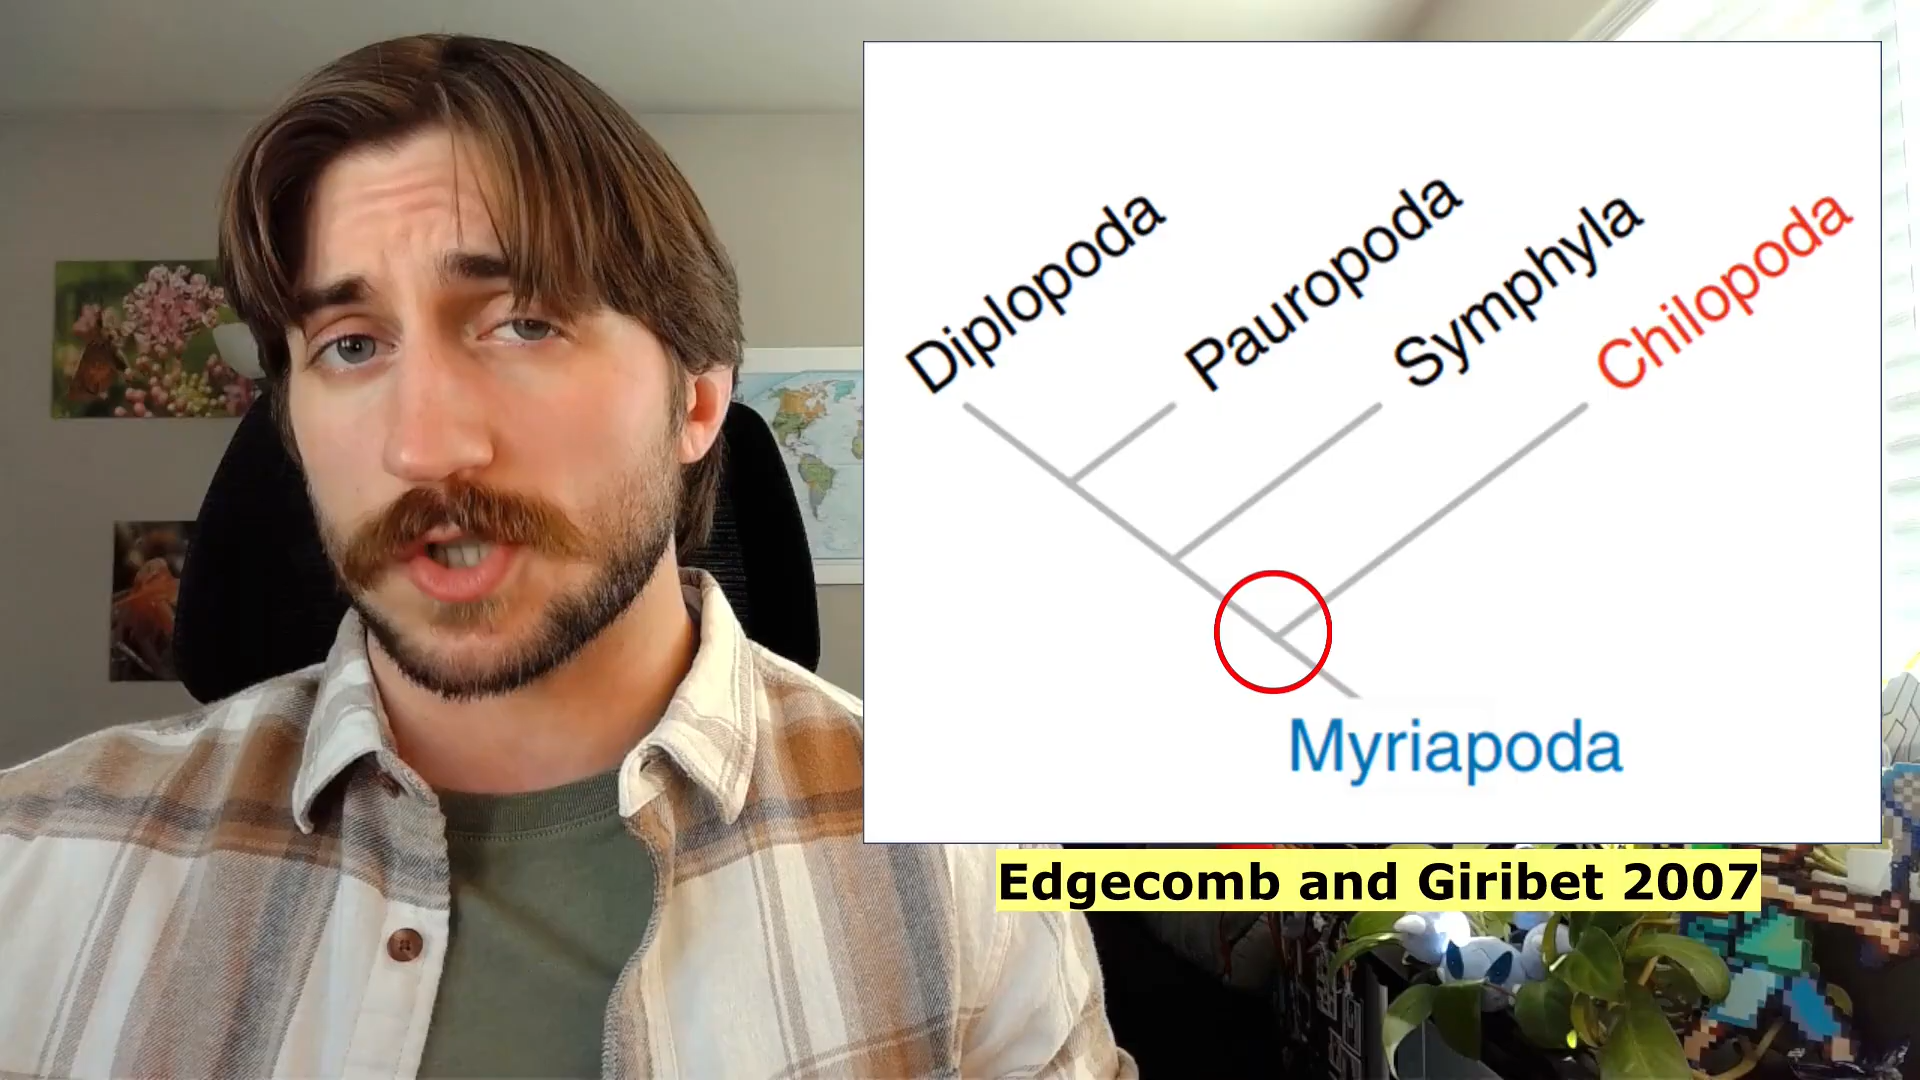 Diplopoda
Pauropoda
Symphyla
Chilopoda
Myriapoda
Edgecomb and Giribet 2007